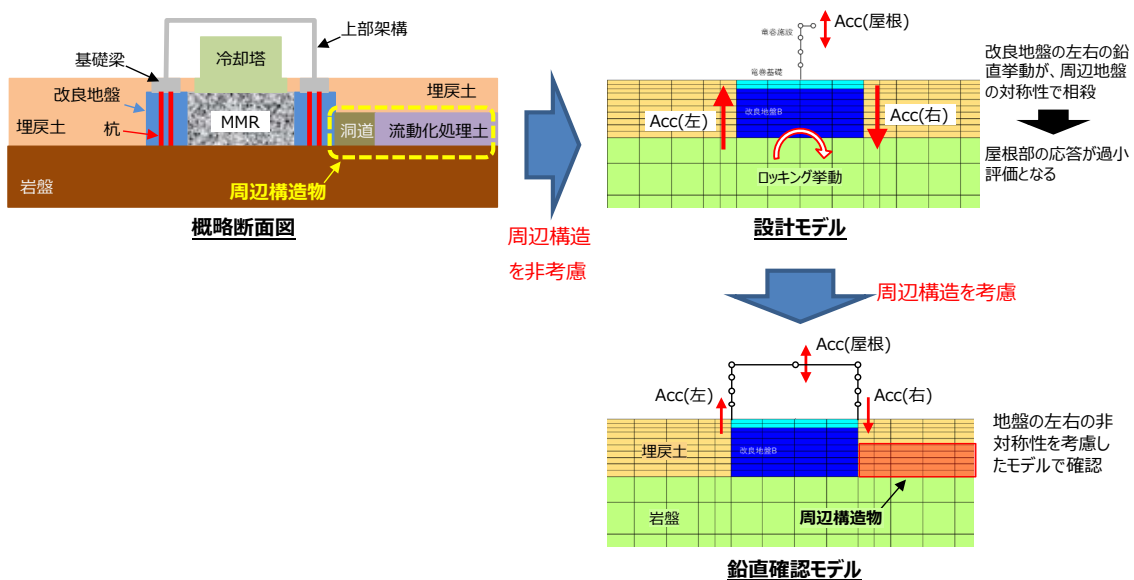 上部架構
冷却塔
基礎梁
改良地盤
埋戻土
杭
MMR
埋戻土
洞道
流動化処理土
岩盤
周辺構造物
概略断面図
周辺構造
を非考慮
Acc(屋根)
竜巻施設
竜巻基礎
改良地盤B
Acc(左)
Acc(右)
ロッキング挙動
設計モデル
改良地盤の左右の鉛
直挙動が、周辺地盤
の対称性で相殺
屋根部の応答が過小
評価となる
周辺構造を考慮
Acc(屋根)
Acc(左)
Acc(右)
埋戻土
改良地盤B
岩盤
周辺構造物
鉛直確認モデル
地盤の左右の非
対称性を考慮し
たモデルで確認